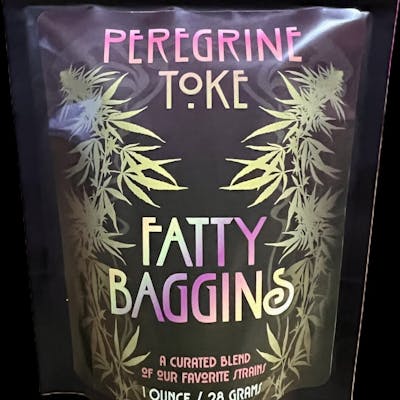 PEREGRINE
TOKE
FATTY
BAGGINS
A CURATED BLEND
OF OUR FAVORITE STRAINS
1 OUNCE / 28 GRAMS